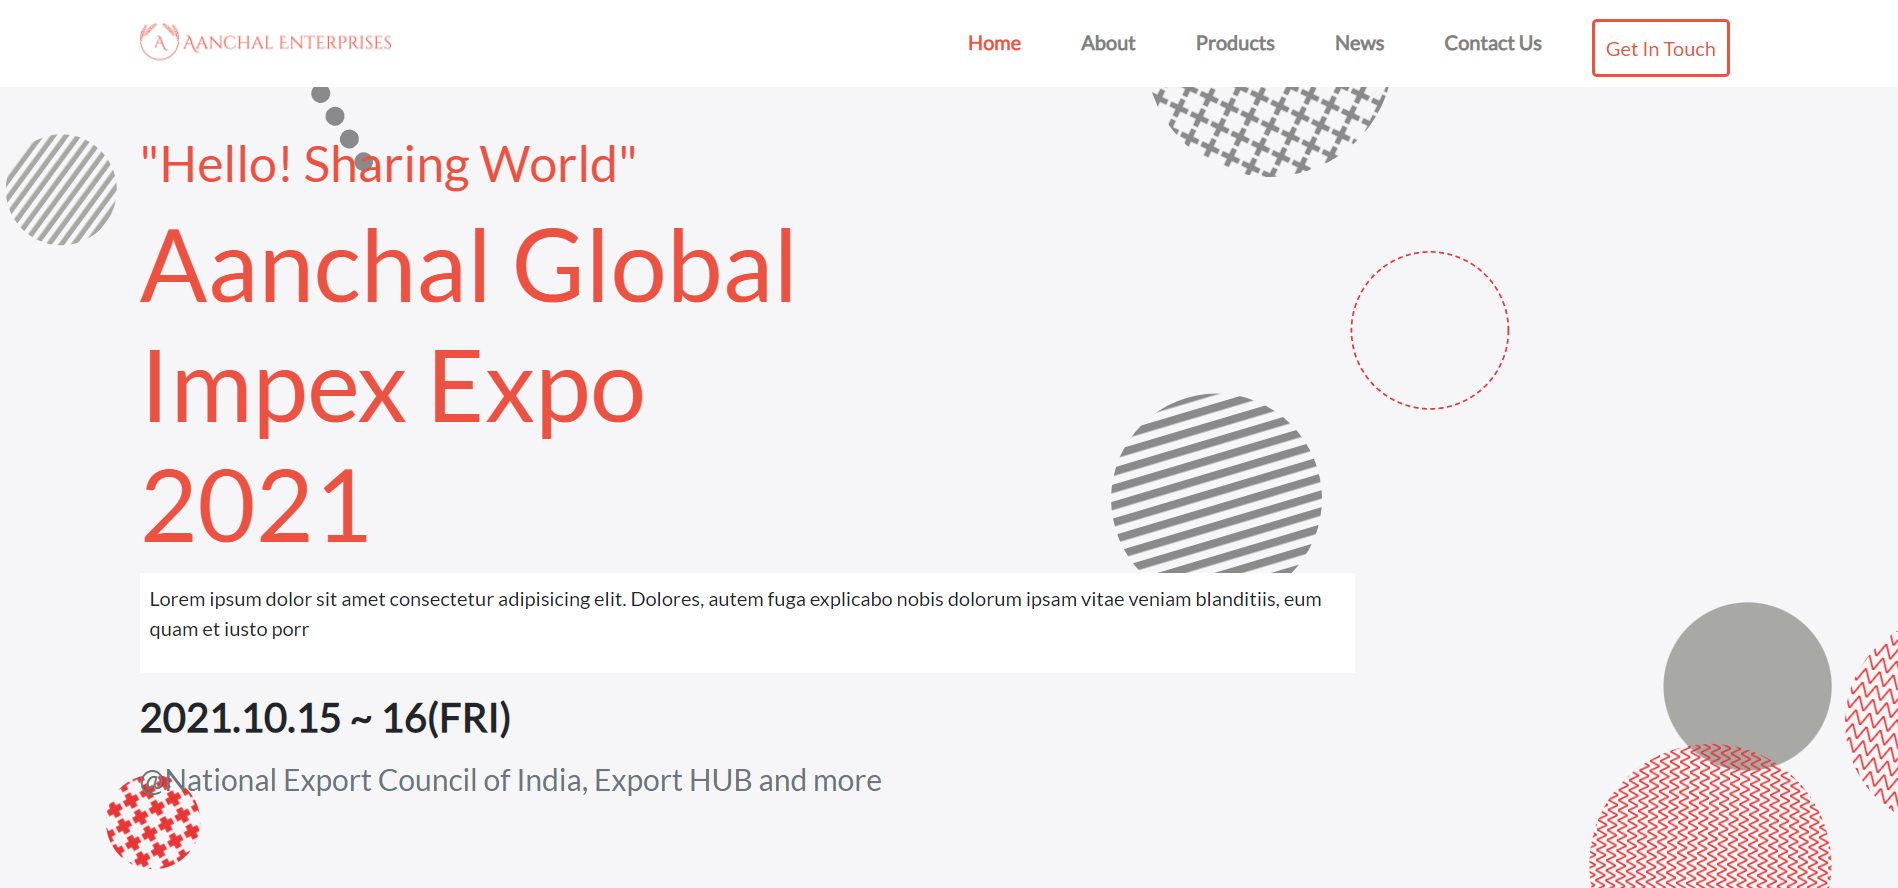 A AANCHAL ENTERPRISES
Home About Products News Contact Us Get In Touch
"Hello! Sharing World"
Aanchal Global
Impex Expo
2021
Lorem ipsum dolor sit amet consectetur adipisicing elit. Dolores, autem fuga explicabo nobis dolorum ipsam vitae veniam blanditiis, eum
quam et iusto porr
2021.10.15 ~ 16(FRI)
@National Export Council of India, Export HUB and more